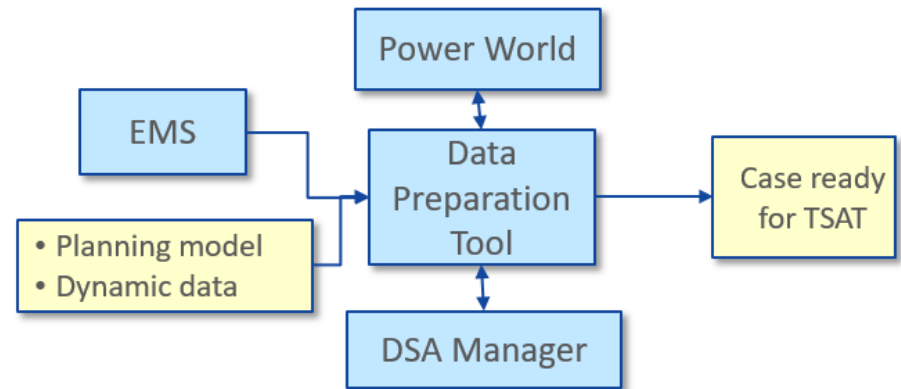 Power World
EMS
Data
Preparation
Tool
Case ready
for TSAT
• Planning model
• Dynamic data
DSA Manager